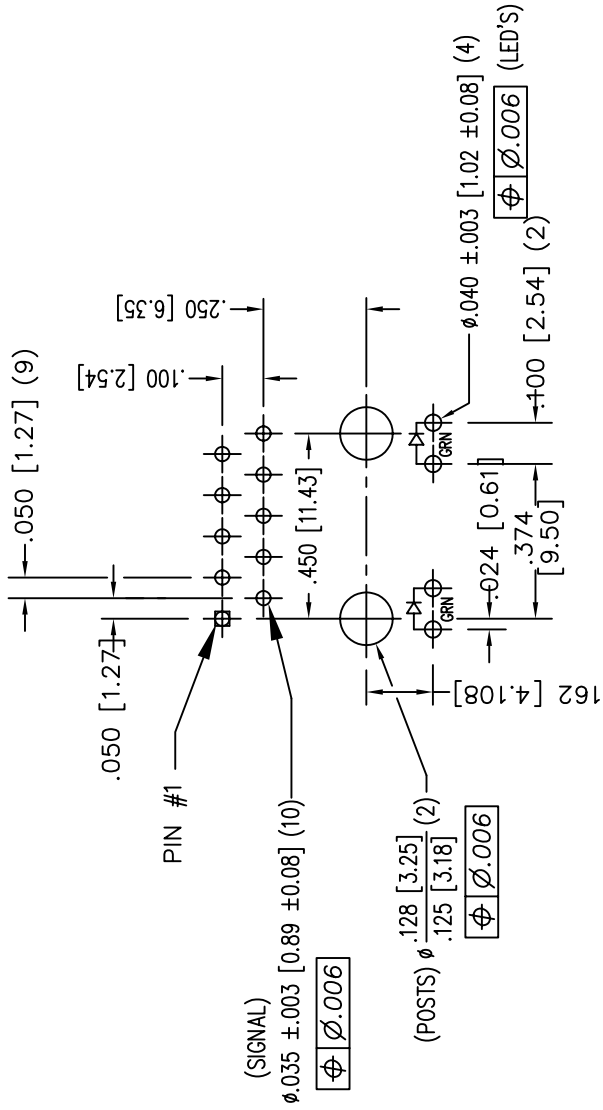 .050 [1.27] (9)
.050 [1.27]
.100 [2.54]
.250 [6.35]
PIN #1
.450 [11.43]
(SIGNAL)
ø.035 ±.003 [0.89 ±0.08] (10)
⌖ Ø.006
ø.040 ±.003 [1.02 ±0.08] (4)
⌖ Ø.006 (LED'S)
GRN
GRN
.100 [2.54] (2)
.024 [0.61]
.374
[9.50]
162 [4.108]
(POSTS) ø .128 [3.25] (2)
.125 [3.18]
⌖ Ø.006